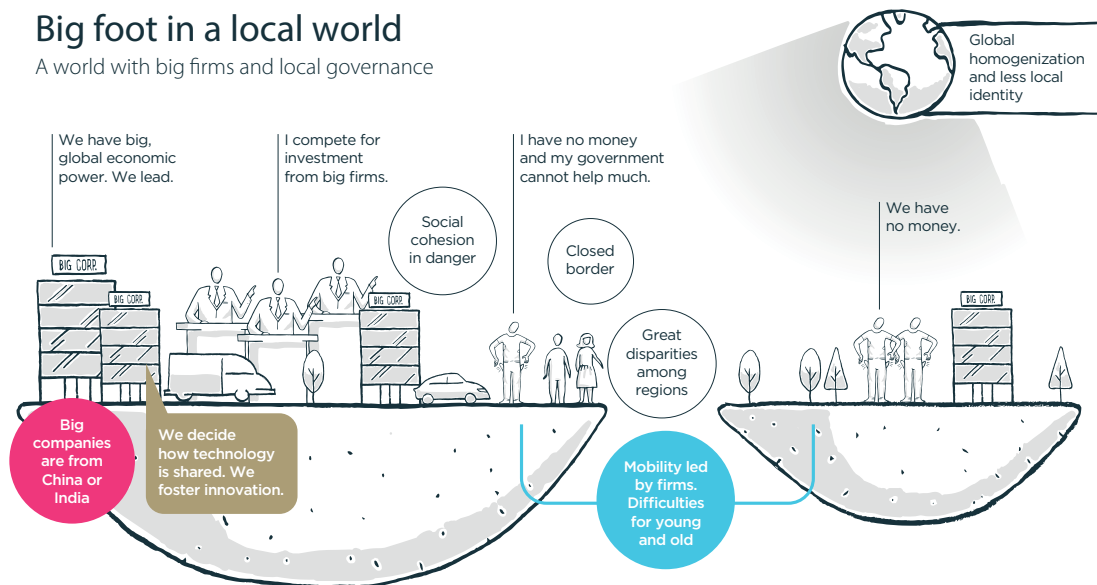 Big foot in a local world
A world with big firms and local governance
Global
homogenization
and less local
identity
We have big,
global economic
power. We lead.
I compete for
investment
from big firms.
I have no money
and my government
cannot help much.
We have
no money.
Social
cohesion
in danger
Closed
border
BIG CORP.
BIG CORP.
BIG CORP.
BIG CORP.
Great
disparities
among
regions
Big
companies
are from
China or
India
We decide
how technology
is shared. We
foster innovation.
Mobility led
by firms.
Difficulties
for young
and old